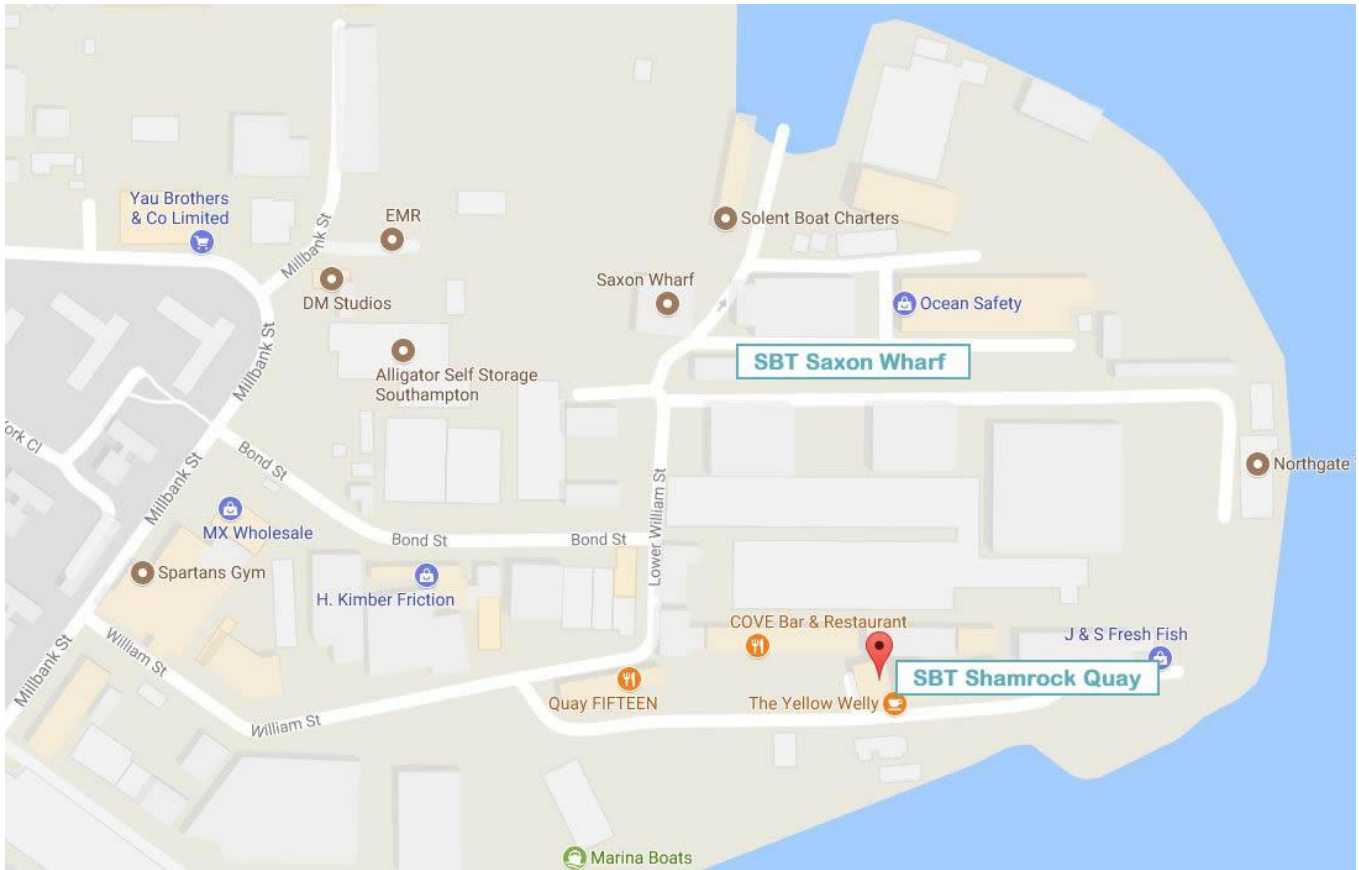 Yau Brothers
& Co Limited
Millbank St
EMR
DM Studios
Solent Boat Charters
Saxon Wharf
Ocean Safety
SBT Saxon Wharf
Millbank St
Alligator Self Storage
Southampton
York Cl
Bond St
Millbank St
Northgate
MX Wholesale
Bond St
Bond St
Lower William St
Spartans Gym
H. Kimber Friction
COVE Bar & Restaurant
J & S Fresh Fish
William St
Millbank St
SBT Shamrock Quay
Quay FIFTEEN
The Yellow Welly
William St
Marina Boats